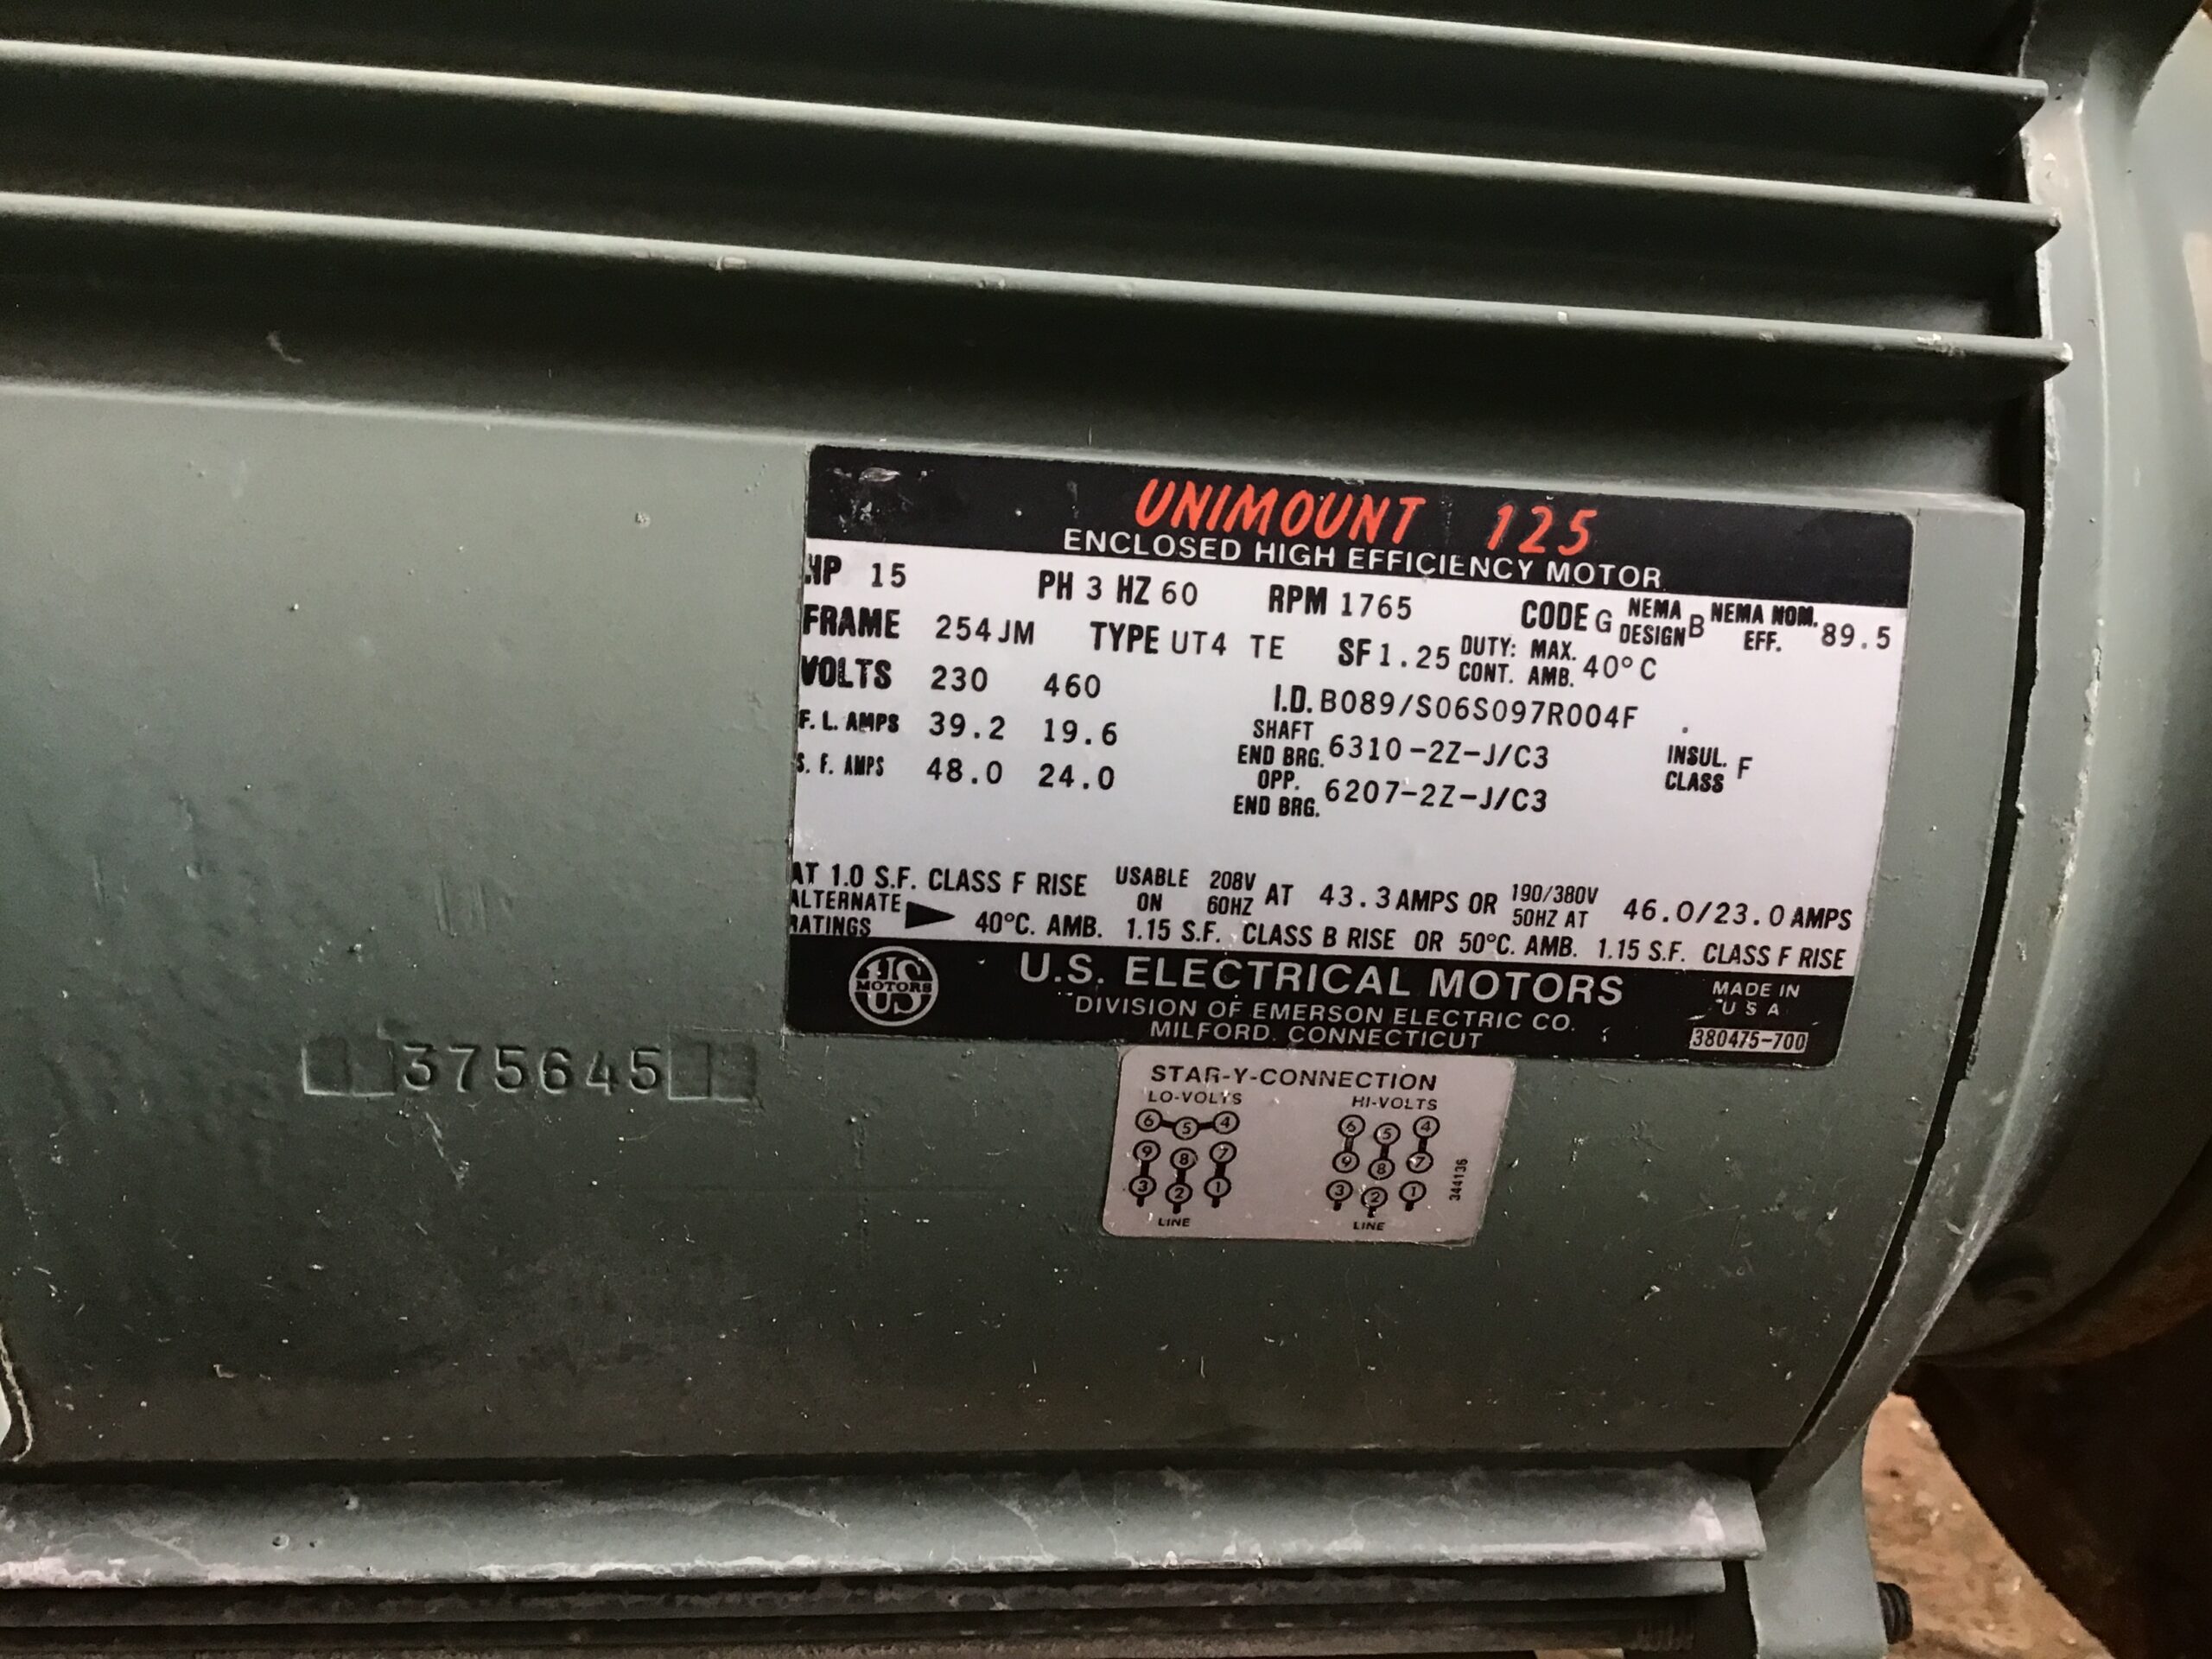 UNIMOUNT 125
ENCLOSED HIGH EFFICIENCY MOTOR
HP 15 PH 3 HZ 60 RPM 1765 CODE G NEMA DESIGN B NEMA NOM. EFF. 89.5
FRAME 254JM TYPE UT4 TE SF 1.25 DUTY: CONT. MAX. AMB. 40°C
VOLTS 230 460 I.D. B089/S06S097R004F
F. L. AMPS 39.2 19.6 SHAFT END BRG. 6310-2Z-J/C3 INSUL. CLASS F
S. F. AMPS 48.0 24.0 OPP. END BRG. 6207-2Z-J/C3
AT 1.0 S.F. CLASS F RISE USABLE ON 208V 60HZ AT 43.3 AMPS OR 190/380V 50HZ AT 46.0/23.0 AMPS
ALTERNATE RATINGS 40°C. AMB. 1.15 S.F. CLASS B RISE OR 50°C. AMB. 1.15 S.F. CLASS F RISE
US MOTORS
U.S. ELECTRICAL MOTORS
DIVISION OF EMERSON ELECTRIC CO.
MILFORD. CONNECTICUT
MADE IN
U S A
380475-700
375645
STAR-Y-CONNECTION
LO-VOLTS HI-VOLTS
6 5 4 6 5 4
9 8 7 9 8 7
3 2 1 3 2 1
LINE LINE
344136